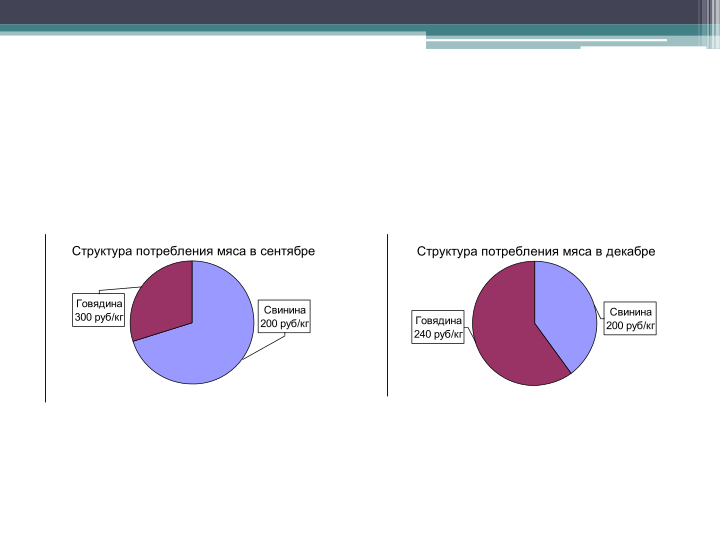 Структура потребления мяса в сентябре
Говядина
300 руб/кг
Свинина
200 руб/кг
Структура потребления мяса в декабре
Говядина
240 руб/кг
Свинина
200 руб/кг